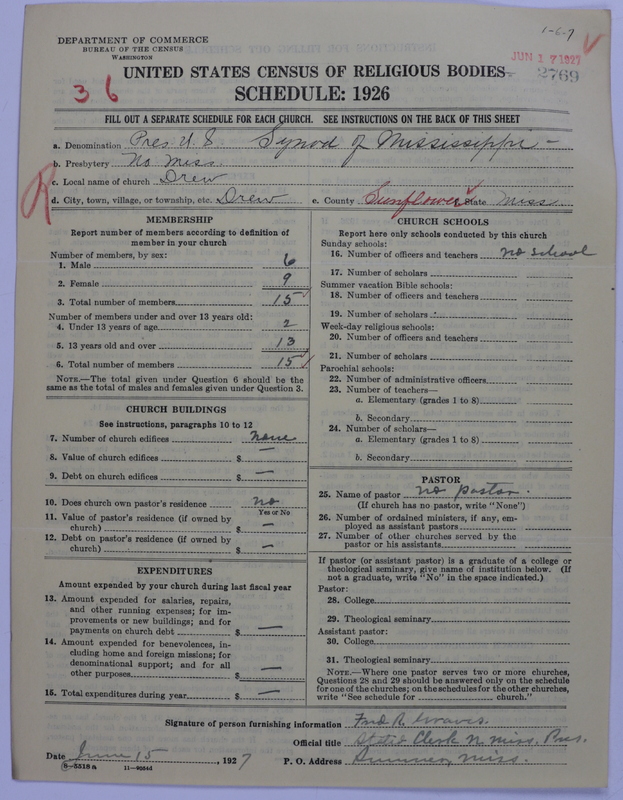 1-6-7
DEPARTMENT OF COMMERCE
BUREAU OF THE CENSUS
WASHINGTON
JUN 17 1927
2769
UNITED STATES CENSUS OF RELIGIOUS BODIES
3 6
SCHEDULE: 1926
FILL OUT A SEPARATE SCHEDULE FOR EACH CHURCH. SEE INSTRUCTIONS ON THE BACK OF THIS SHEET
a. Denomination Pres U S Synod of Mississippi
b. Presbytery No Miss.
c. Local name of church Drew
d. City, town, village, or township, etc. Drew e. County Sunflower State Miss.
R
MEMBERSHIP
Report number of members according to definition of
member in your church
Number of members, by sex:
1. Male 6
2. Female 9
3. Total number of members 15
Number of members under and over 13 years old:
4. Under 13 years of age 2
5. 13 years old and over 13
6. Total number of members 15
NOTE.—The total given under Question 6 should be the
same as the total of males and females given under Question 3.
CHURCH BUILDINGS
See instructions, paragraphs 10 to 12
7. Number of church edifices none
8. Value of church edifices $ —
9. Debt on church edifices $ —
10. Does church own pastor's residence No
Yes or No
11. Value of pastor's residence (if owned by
church) $ —
12. Debt on pastor's residence (if owned by
church) $ —
EXPENDITURES
Amount expended by your church during last fiscal year
13. Amount expended for salaries, repairs,
and other running expenses; for im-
provements or new buildings; and for
payments on church debt $ —
14. Amount expended for benevolences, in-
cluding home and foreign missions; for
denominational support; and for all
other purposes $ —
15. Total expenditures during year $ —
CHURCH SCHOOLS
Report here only schools conducted by this church
Sunday schools:
16. Number of officers and teachers no school
17. Number of scholars
Summer vacation Bible schools:
18. Number of officers and teachers
19. Number of scholars
Week-day religious schools:
20. Number of officers and teachers
21. Number of scholars
Parochial schools:
22. Number of administrative officers
23. Number of teachers—
a. Elementary (grades 1 to 8)
b. Secondary
24. Number of scholars—
a. Elementary (grades 1 to 8)
b. Secondary
PASTOR
25. Name of pastor no pastor.
(If church has no pastor, write "None")
26. Number of ordained ministers, if any, em-
ployed as assistant pastors
27. Number of other churches served by the
pastor or his assistants
If pastor (or assistant pastor) is a graduate of a college or
theological seminary, give name of institution below. (If
not a graduate, write "No" in the space indicated.)
Pastor:
28. College
29. Theological seminary
Assistant pastor:
30. College
31. Theological seminary
NOTE.—Where one pastor serves two or more churches,
Questions 28 and 29 should be answered only on the schedule
for one of the churches; on the schedules for the other churches,
write "See schedule for church."
Signature of person furnishing information Fred R Graves.
Official title Stated Clerk N Miss. Pres.
Date June 15, 1927 P. O. Address Sumner, Miss.
8-5318 a 11-9054d